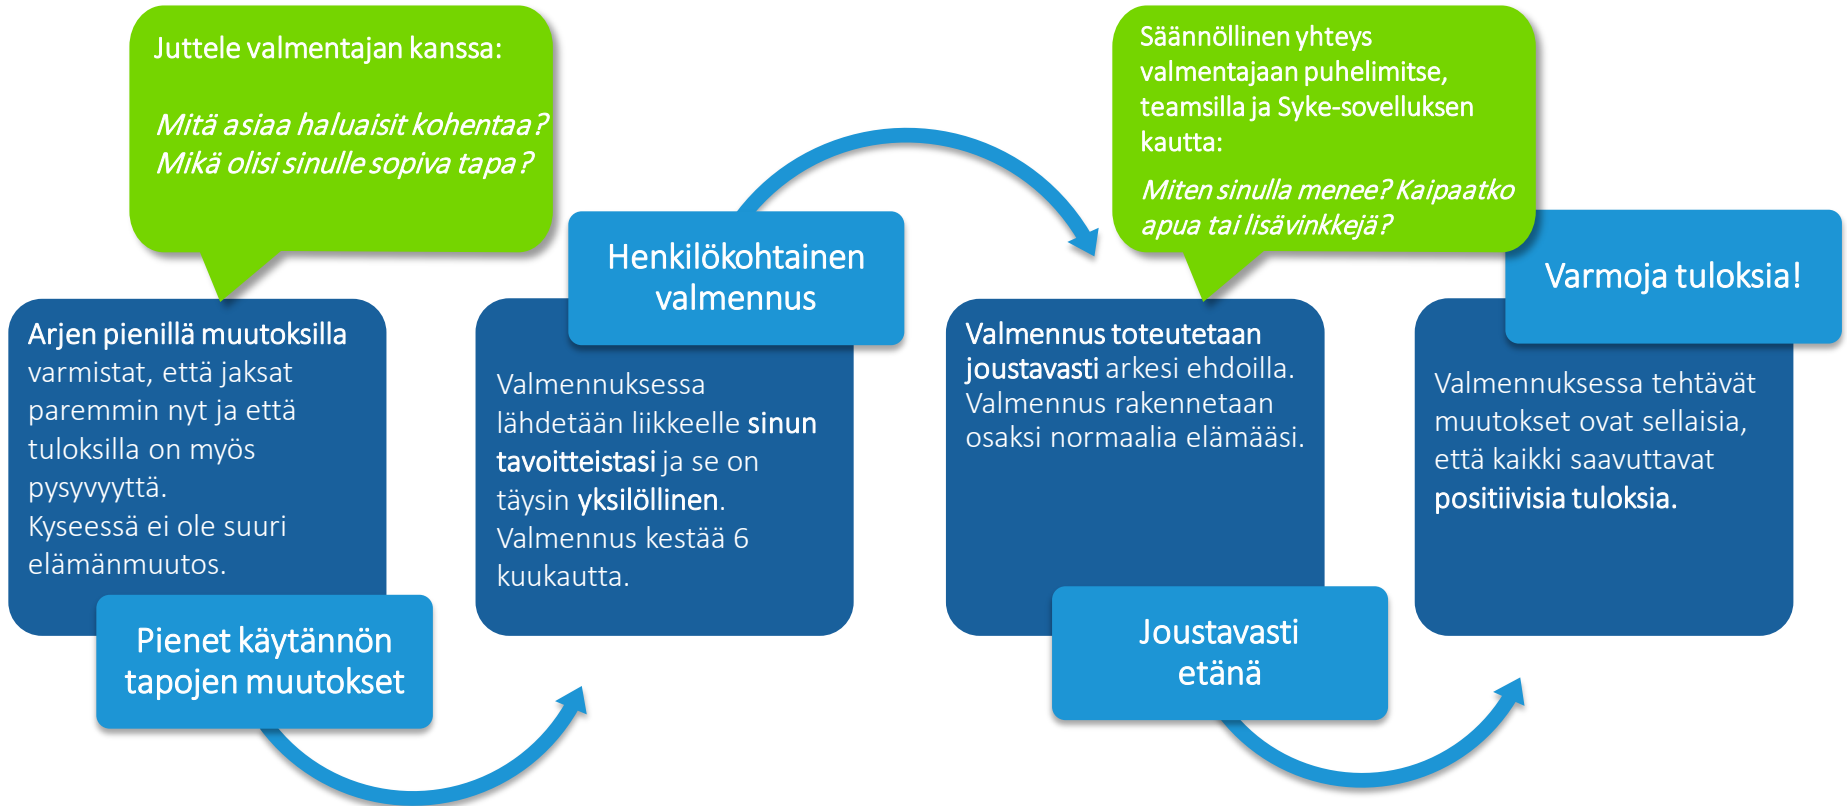 Juttele valmentajan kanssa:
Mitä asiaa haluaisit kohentaa?
Mikä olisi sinulle sopiva tapa?
Arjen pienillä muutoksilla
varmistat, että jaksat
paremmin nyt ja että
tuloksilla on myös
pysyvyyttä.
Kyseessä ei ole suuri
elämänmuutos.
Pienet käytännön
tapojen muutokset
Henkilökohtainen
valmennus
Valmennuksessa
lähdetään liikkeelle sinun
tavoitteistasi ja se on
täysin yksilöllinen.
Valmennus kestää 6
kuukautta.
Säännöllinen yhteys
valmentajaan puhelimitse,
teamsilla ja Syke-sovelluksen
kautta:
Miten sinulla menee? Kaipaatko
apua tai lisävinkkejä?
Valmennus toteutetaan
joustavasti arkesi ehdoilla.
Valmennus rakennetaan
osaksi normaalia elämääsi.
Joustavasti
etänä
Varmoja tuloksia!
Valmennuksessa tehtävät
muutokset ovat sellaisia,
että kaikki saavuttavat
positiivisia tuloksia.